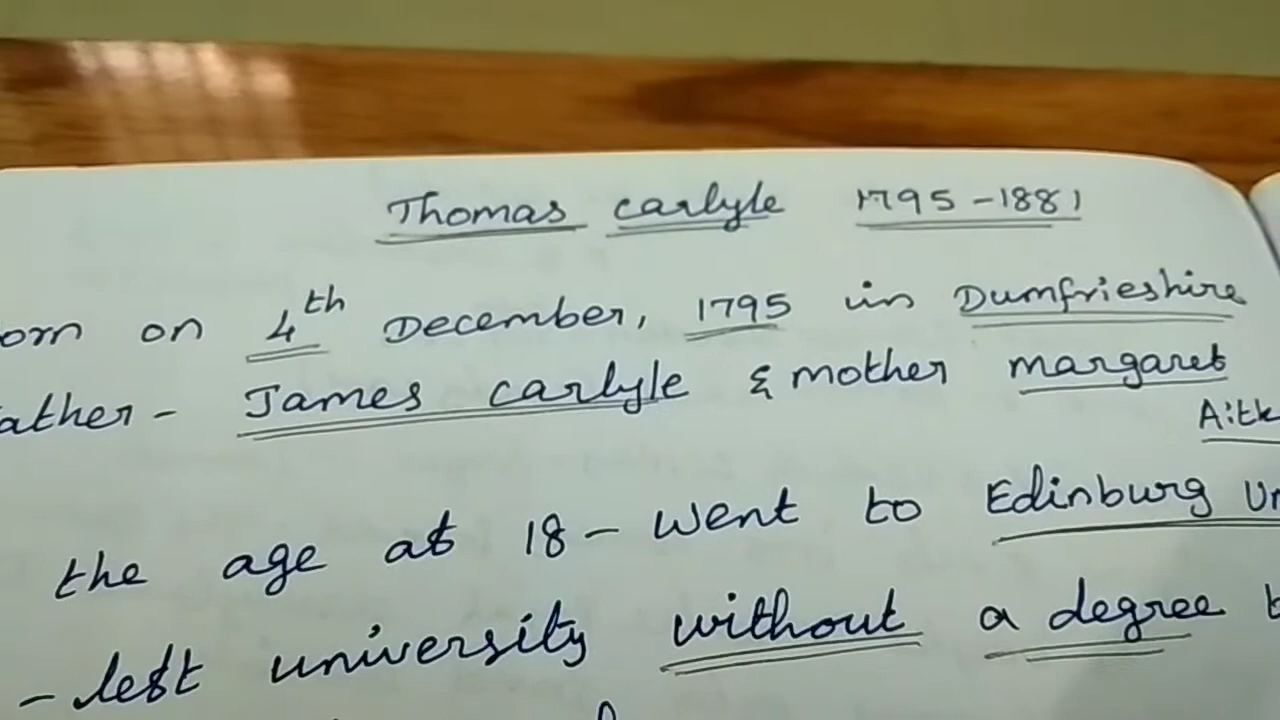 Thomas carlyle 1795-1881
orn on 4th December, 1795 in Dumfrieshire
ather- James carlyle & mother margaret
Aitk
the age at 18- Went to Edinburg Un
-left university without a degree b